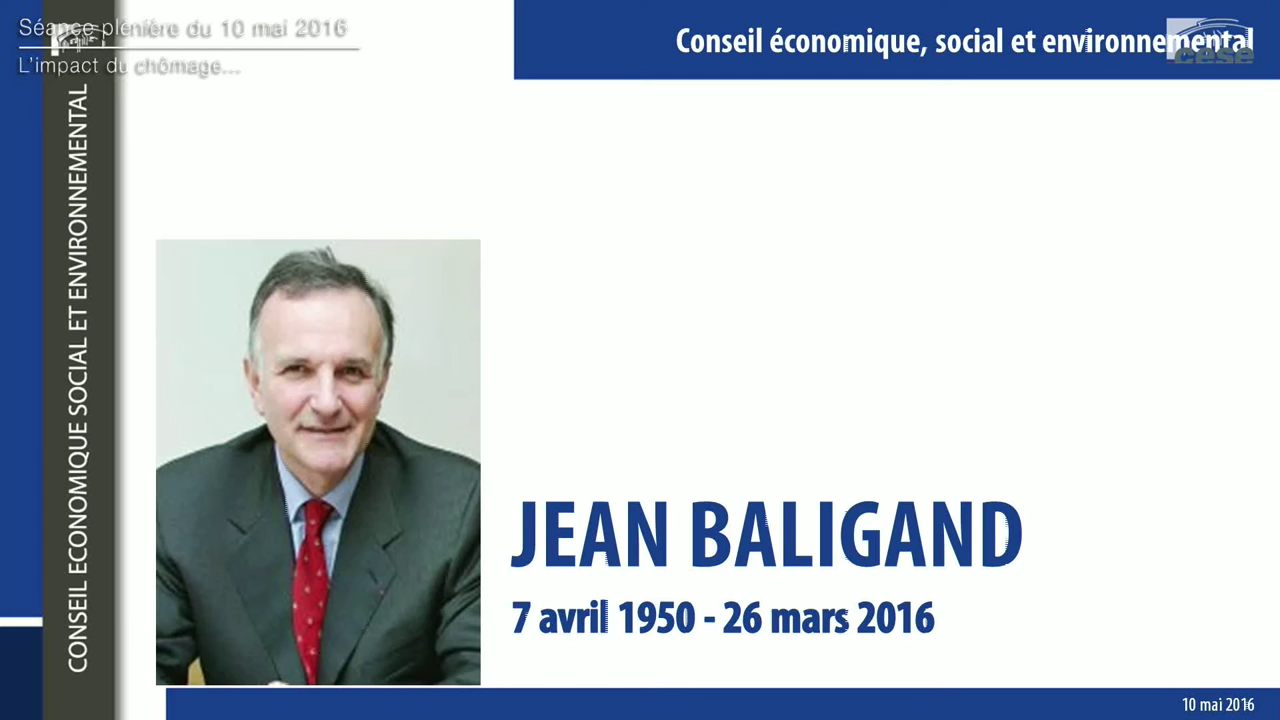 Séance plénière du 10 mai 2016
L’impact du chômage...
Conseil économique, social et environnemental
cese
CONSEIL ECONOMIQUE SOCIAL ET ENVIRONNEMENTAL
JEAN BALIGAND
7 avril 1950 - 26 mars 2016
10 mai 2016